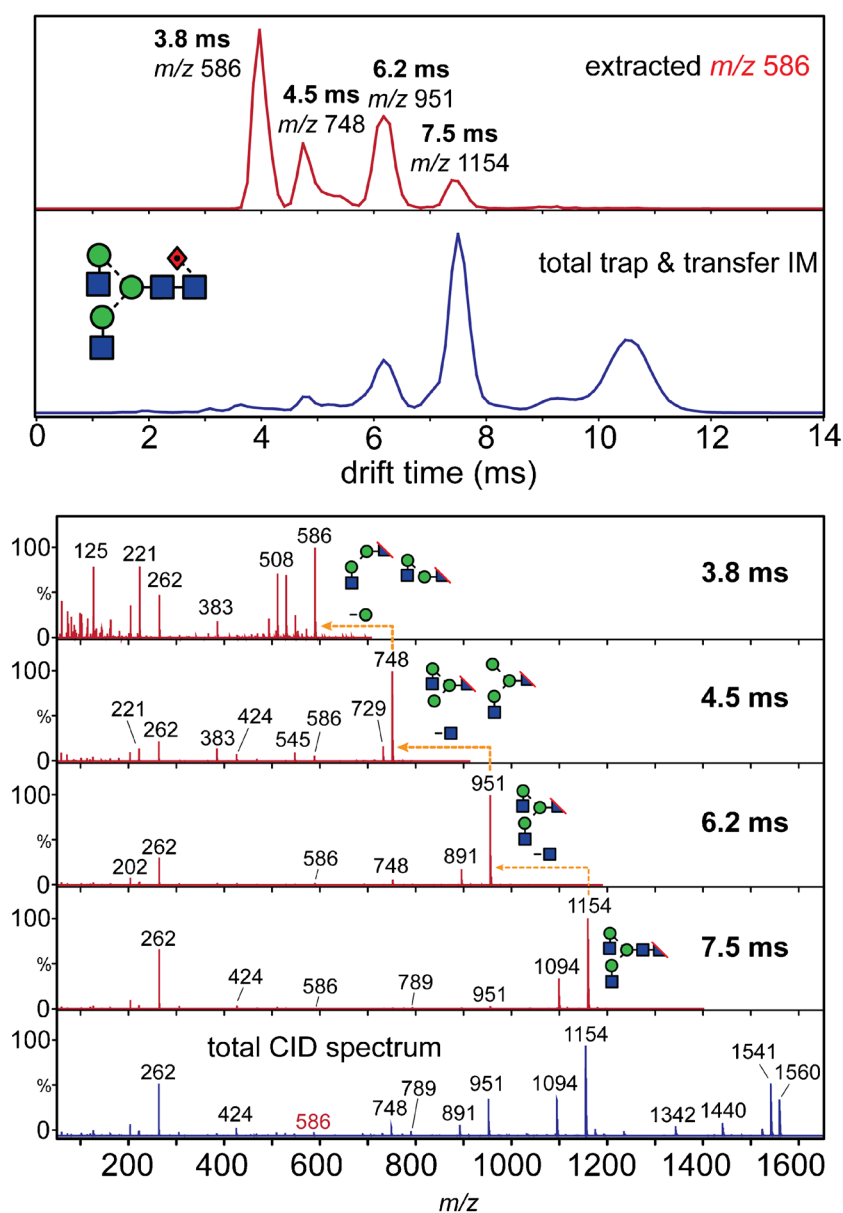 3.8 ms
m/z 586
4.5 ms
m/z 748
6.2 ms
m/z 951
7.5 ms
m/z 1154
extracted m/z 586
total trap & transfer IM
0 2 4 6 8 10 12 14
drift time (ms)
100
%
0
125
221
262
383
508
586
3.8 ms
100
%
0
221
262
383
424
545
586
729
748
4.5 ms
100
%
0
202
262
586
748
891
951
6.2 ms
100
%
0
262
424
586
789
951
1094
1154
7.5 ms
100
%
0
total CID spectrum
262
424
586
748
789
891
951
1094
1154
1342
1440
1541
1560
200 400 600 800 1000 1200 1400 1600
m/z